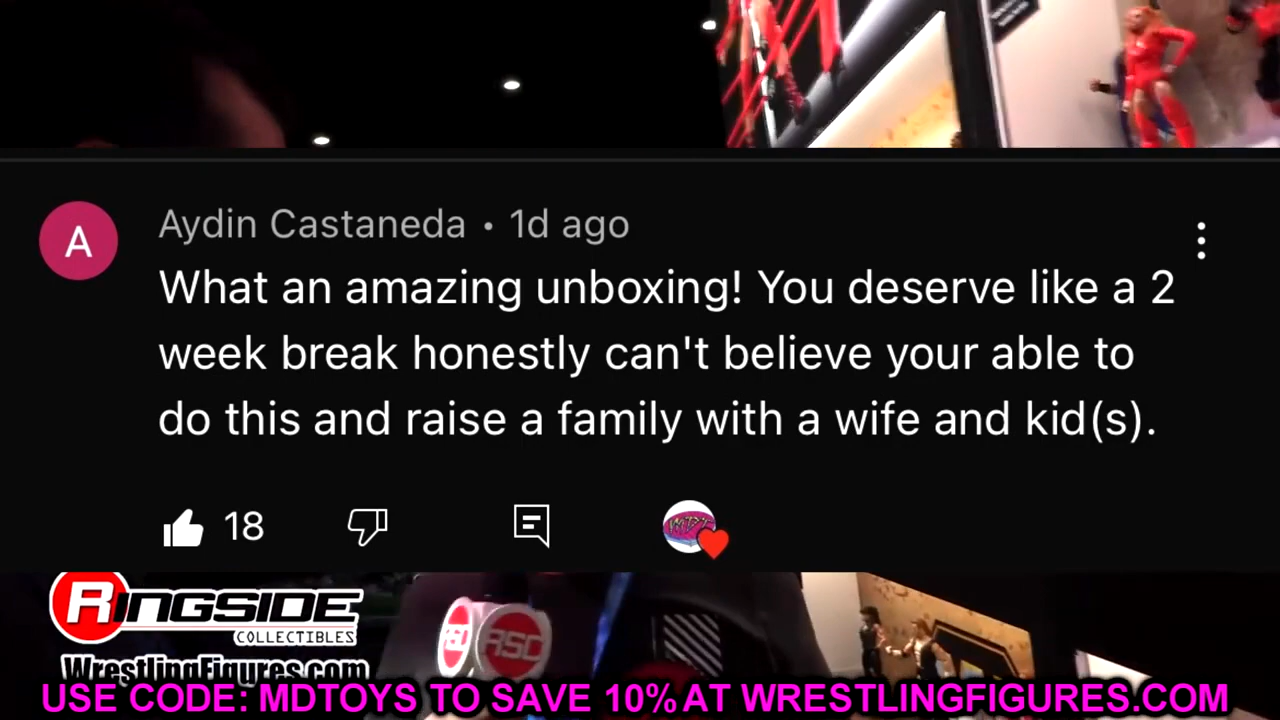 A
Aydin Castaneda • 1d ago
What an amazing unboxing! You deserve like a 2
week break honestly can't believe your able to
do this and raise a family with a wife and kid(s).
18
RINGSIDE
COLLECTIBLES
WrestlingFigures.com
RSC
USE CODE: MDTOYS TO SAVE 10% AT WRESTLINGFIGURES.COM